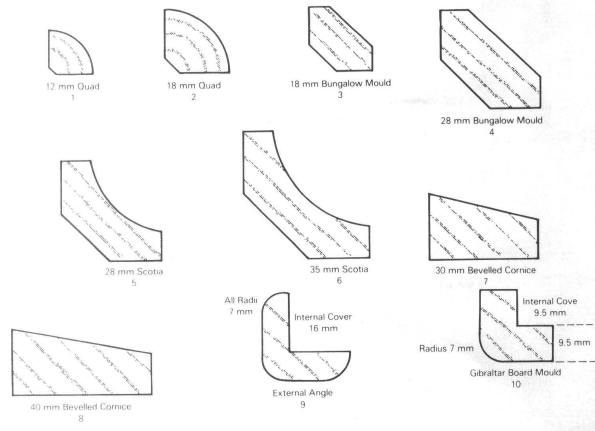 12 mm Quad
1
18 mm Quad
2
18 mm Bungalow Mould
3
28 mm Bungalow Mould
4
28 mm Scotia
5
35 mm Scotia
6
30 mm Bevelled Cornice
7
40 mm Bevelled Cornice
8
All Radii
7 mm
Internal Cover
16 mm
External Angle
9
Internal Cove
9.5 mm
9.5 mm
Radius 7 mm
Gibraltar Board Mould
10